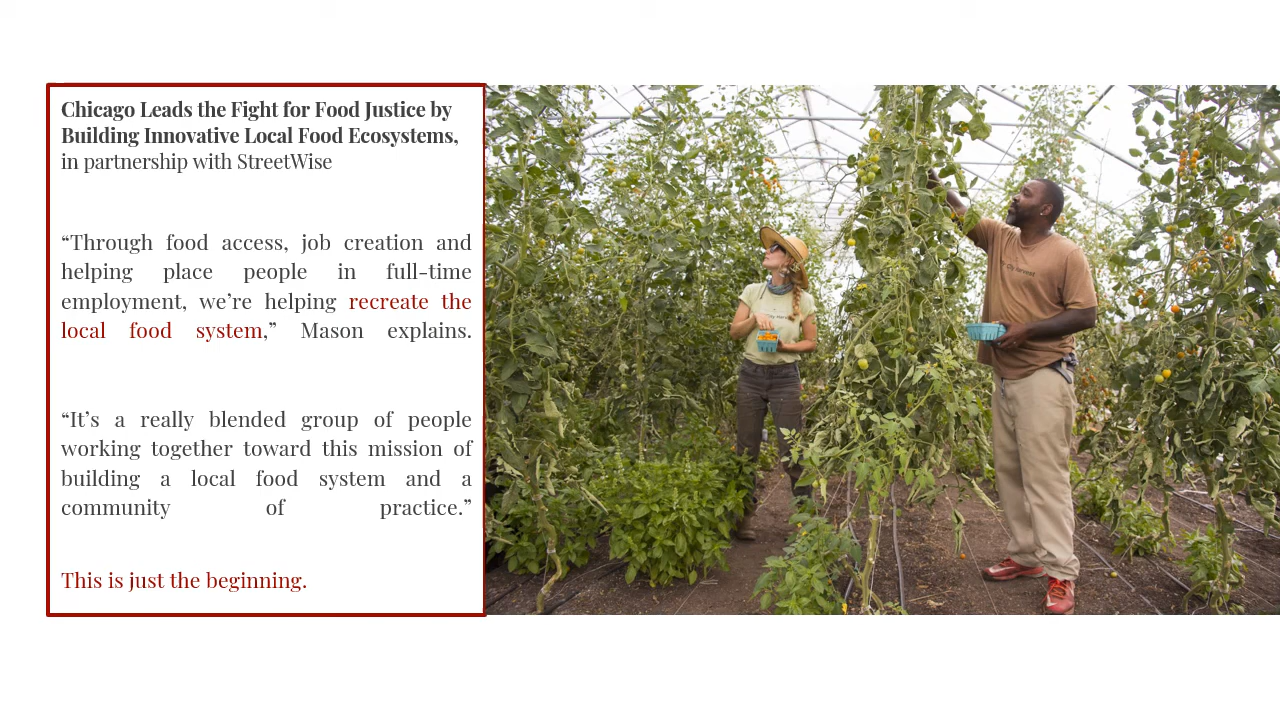 Chicago Leads the Fight for Food Justice by
Building Innovative Local Food Ecosystems,
in partnership with StreetWise
“Through food access, job creation and
helping place people in full-time
employment, we’re helping recreate the
local food system,” Mason explains.
“It’s a really blended group of people
working together toward this mission of
building a local food system and a
community of practice.”
This is just the beginning.